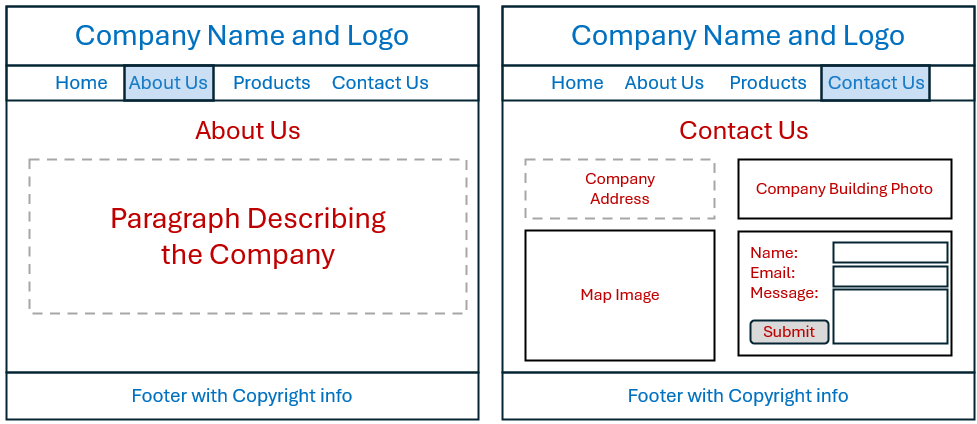 Company Name and Logo
Home About Us Products Contact Us
About Us
Paragraph Describing
the Company
Footer with Copyright info
Company Name and Logo
Home About Us Products Contact Us
Contact Us
Company
Address
Company Building Photo
Map Image
Name:
Email:
Message:
Submit
Footer with Copyright info